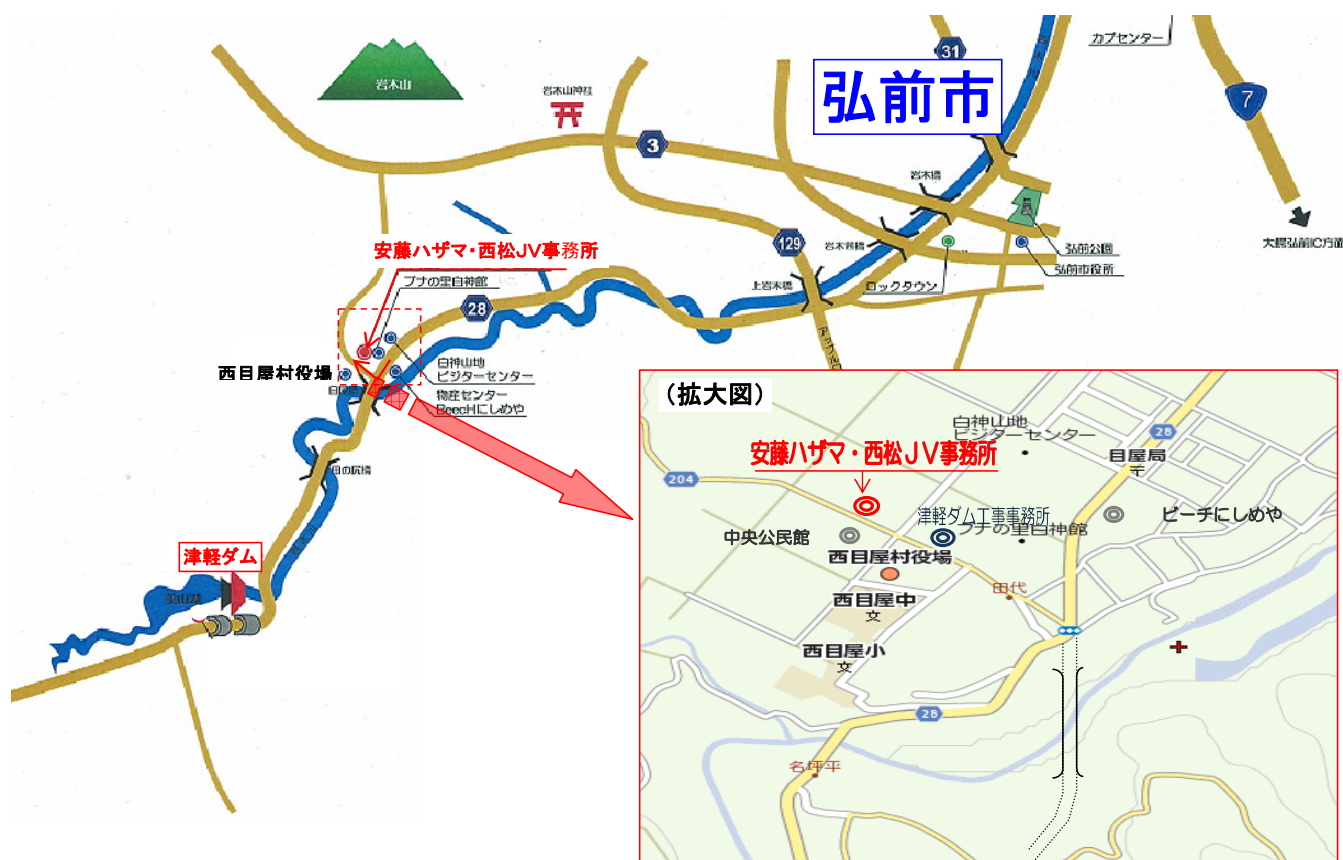 カブセンター
31
弘前市
7
岩木山
岩木山神社
3
岩木橋
大鰐弘前IC方面
129
岩木茜橋
弘前公園
弘前市役所
安藤ハザマ・西松JV事務所
ブナの里白神館
上岩木橋
ロックタウン
28
西目屋村役場
白神山地
ビジターセンター
物産センター
BeecHにしめや
田の尻橋
津軽ダム
美山湖
（拡大図）
白神山地
ビジターセンター
28
安藤ハザマ・西松ＪＶ事務所
目屋局
204
津軽ダム工事事務所
ビーチにしめや
中央公民館
ブナの里白神館
西目屋村役場
田代
西目屋中
文
西目屋小
文
28
名坪平